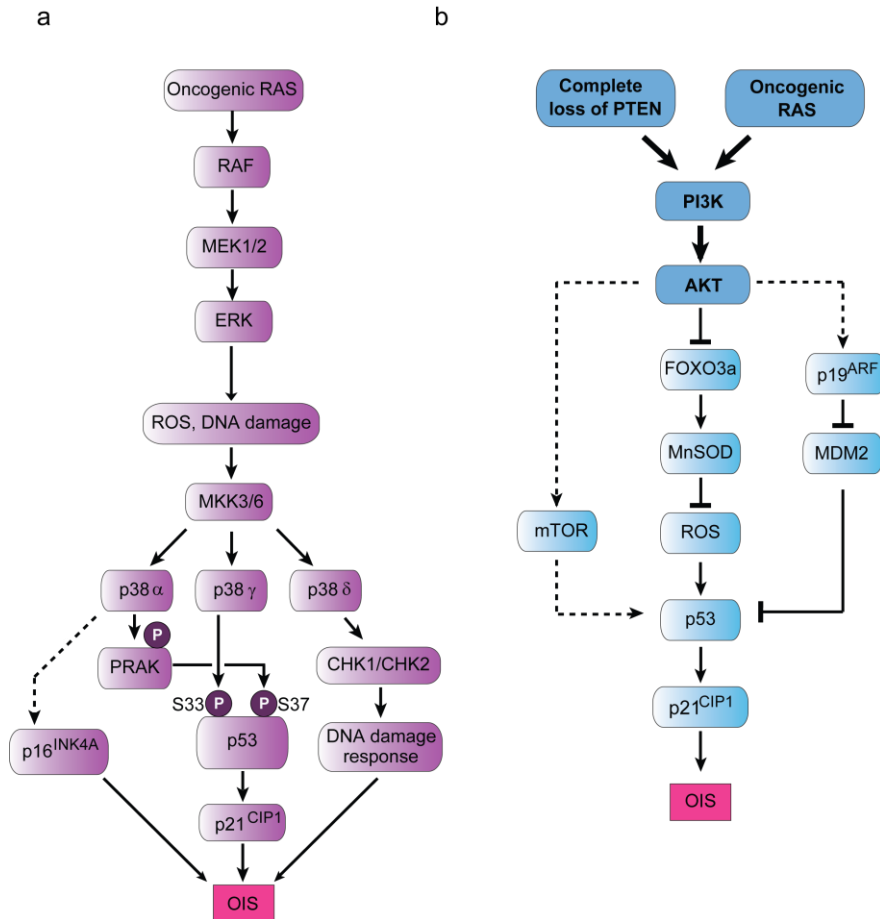 a
Oncogenic RAS
RAF
MEK1/2
ERK
ROS, DNA damage
MKK3/6
p38 α
p38 γ
p38 δ
P
PRAK
CHK1/CHK2
S33 P
P S37
p16INK4A
p53
DNA damage
response
p21CIP1
OIS
b
Complete
loss of PTEN
Oncogenic
RAS
PI3K
AKT
FOXO3a
p19ARF
MnSOD
MDM2
mTOR
ROS
p53
p21CIP1
OIS